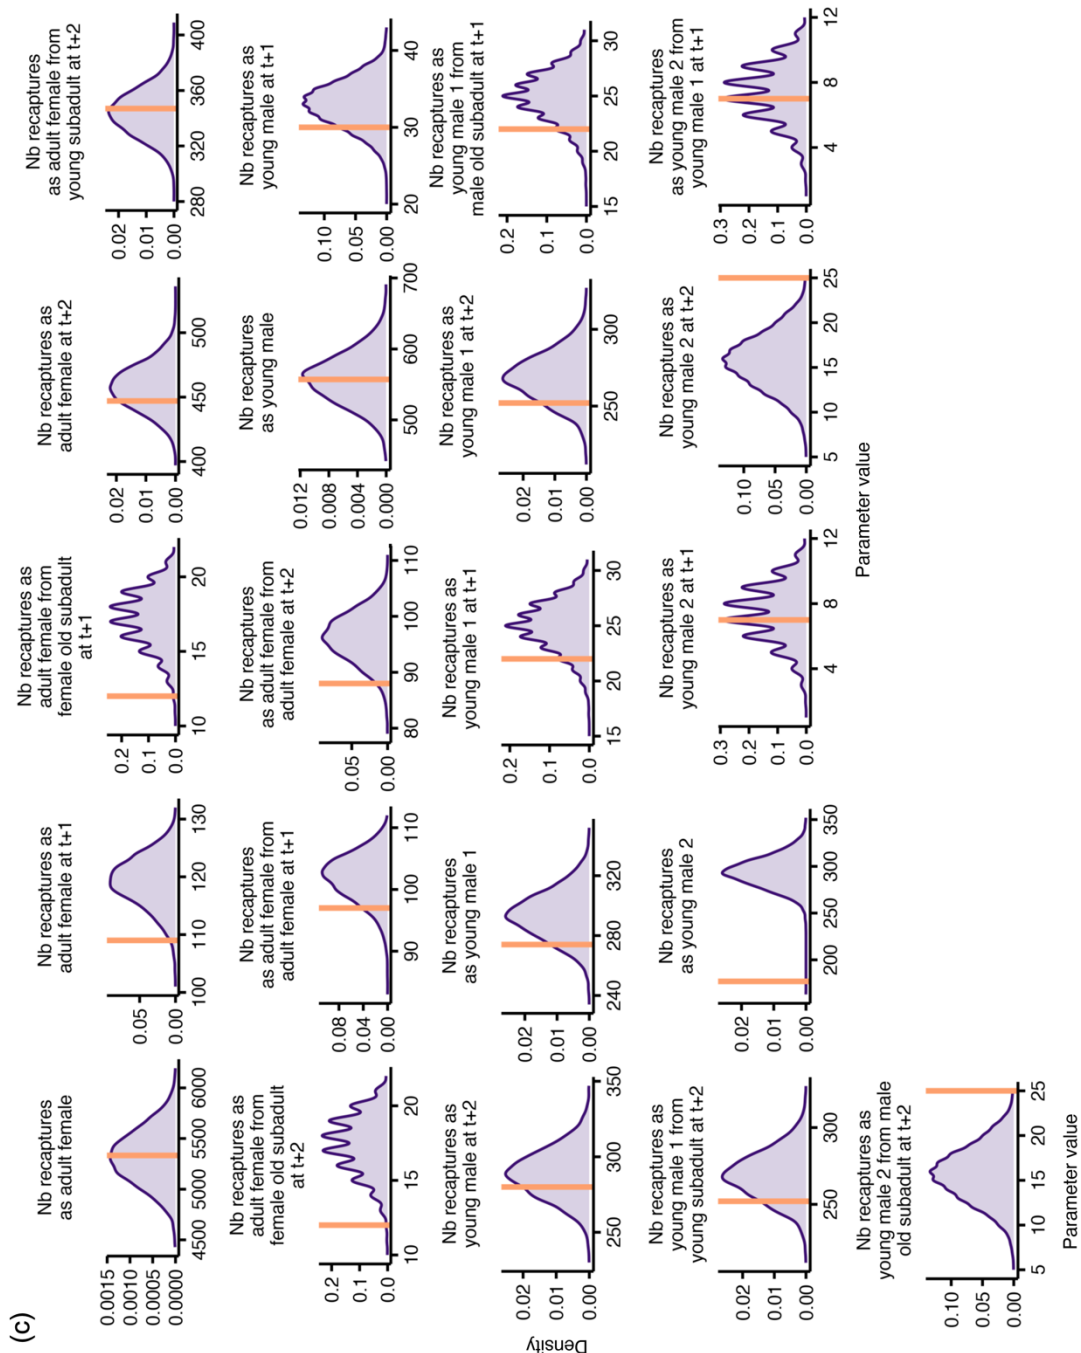 (c)
Nb recaptures
as adult female
0.0015
0.0010
0.0005
0.0000
4500 5000 5500 6000
Nb recaptures as
adult female at t+1
0.05
0.00
100 110 120 130
Nb recaptures as
adult female from
female old subadult
at t+1
0.2
0.1
0.0
10 15 20
Nb recaptures as
adult female at t+2
0.02
0.01
0.00
400 450 500
Nb recaptures
as adult female from
young subadult at t+2
0.02
0.01
0.00
280 320 360 400
Nb recaptures as
adult female from
female old subadult
at t+2
0.2
0.1
0.0
10 15 20
Nb recaptures
as adult female from
adult female at t+1
0.08
0.04
0.00
90 100 110
Nb recaptures
as adult female from
adult female at t+2
0.05
0.00
80 90 100 110
Nb recaptures
as young male
0.012
0.008
0.004
0.000
500 600 700
Nb recaptures as
young male at t+1
0.10
0.05
0.00
20 30 40
Density
Nb recaptures as
young male at t+2
0.02
0.01
0.00
250 300 350
Nb recaptures
as young male 1
0.02
0.01
0.00
240 280 320
Nb recaptures as
young male 1 at t+1
0.2
0.1
0.0
15 20 25 30
Nb recaptures as
young male 1 at t+2
0.02
0.01
0.00
250 300
Nb recaptures as
young male 1 from
male old subadult at t+1
0.2
0.1
0.0
15 20 25 30
Nb recaptures as
young male 1 from
young subadult at t+2
0.02
0.01
0.00
250 300
Nb recaptures
as young male 2
0.02
0.01
0.00
200 250 300 350
Nb recaptures as
young male 2 at t+1
0.3
0.2
0.1
0.0
4 8 12
Nb recaptures as
young male 2 at t+2
0.10
0.05
0.00
5 10 15 20 25
Nb recaptures
as young male 2 from
young male 1 at t+1
0.3
0.2
0.1
0.0
4 8 12
Nb recaptures as
young male 2 from male
old subadult at t+2
0.10
0.05
0.00
5 10 15 20 25
Parameter value
Parameter value